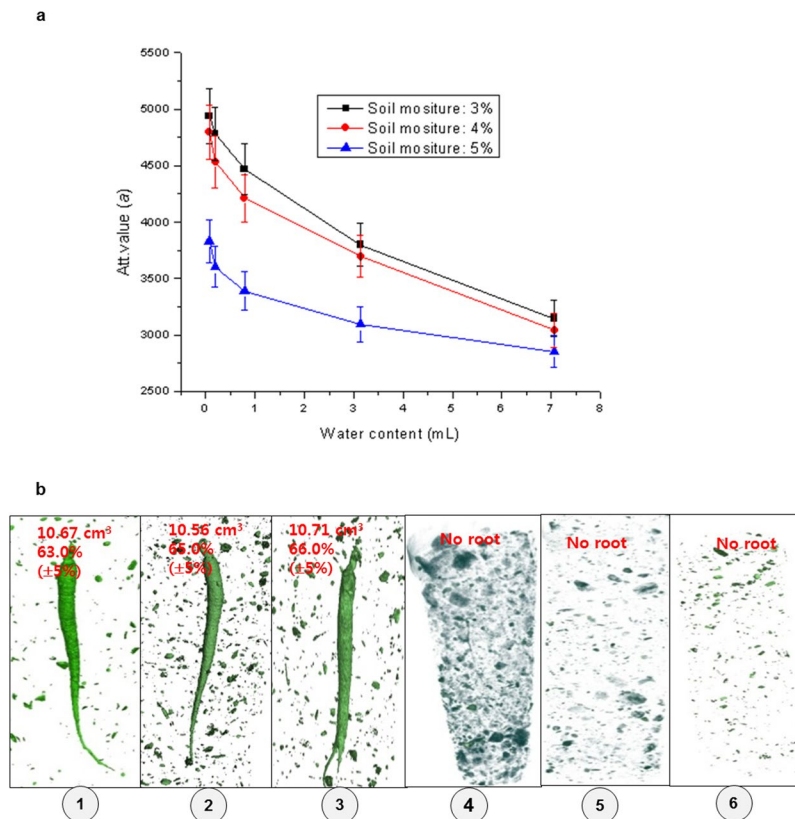 a
5500
5000
4500
4000
3500
3000
2500
Att.value (a)
Soil mositure: 3%
Soil mositure: 4%
Soil mositure: 5%
0 1 2 3 4 5 6 7 8
Water content (mL)
b
10.67 cm³
63.0%
(±5%)
10.56 cm³
65.0%
(±5%)
10.71 cm³
66.0%
(±5%)
No root
No root
No root
1 2 3 4 5 6